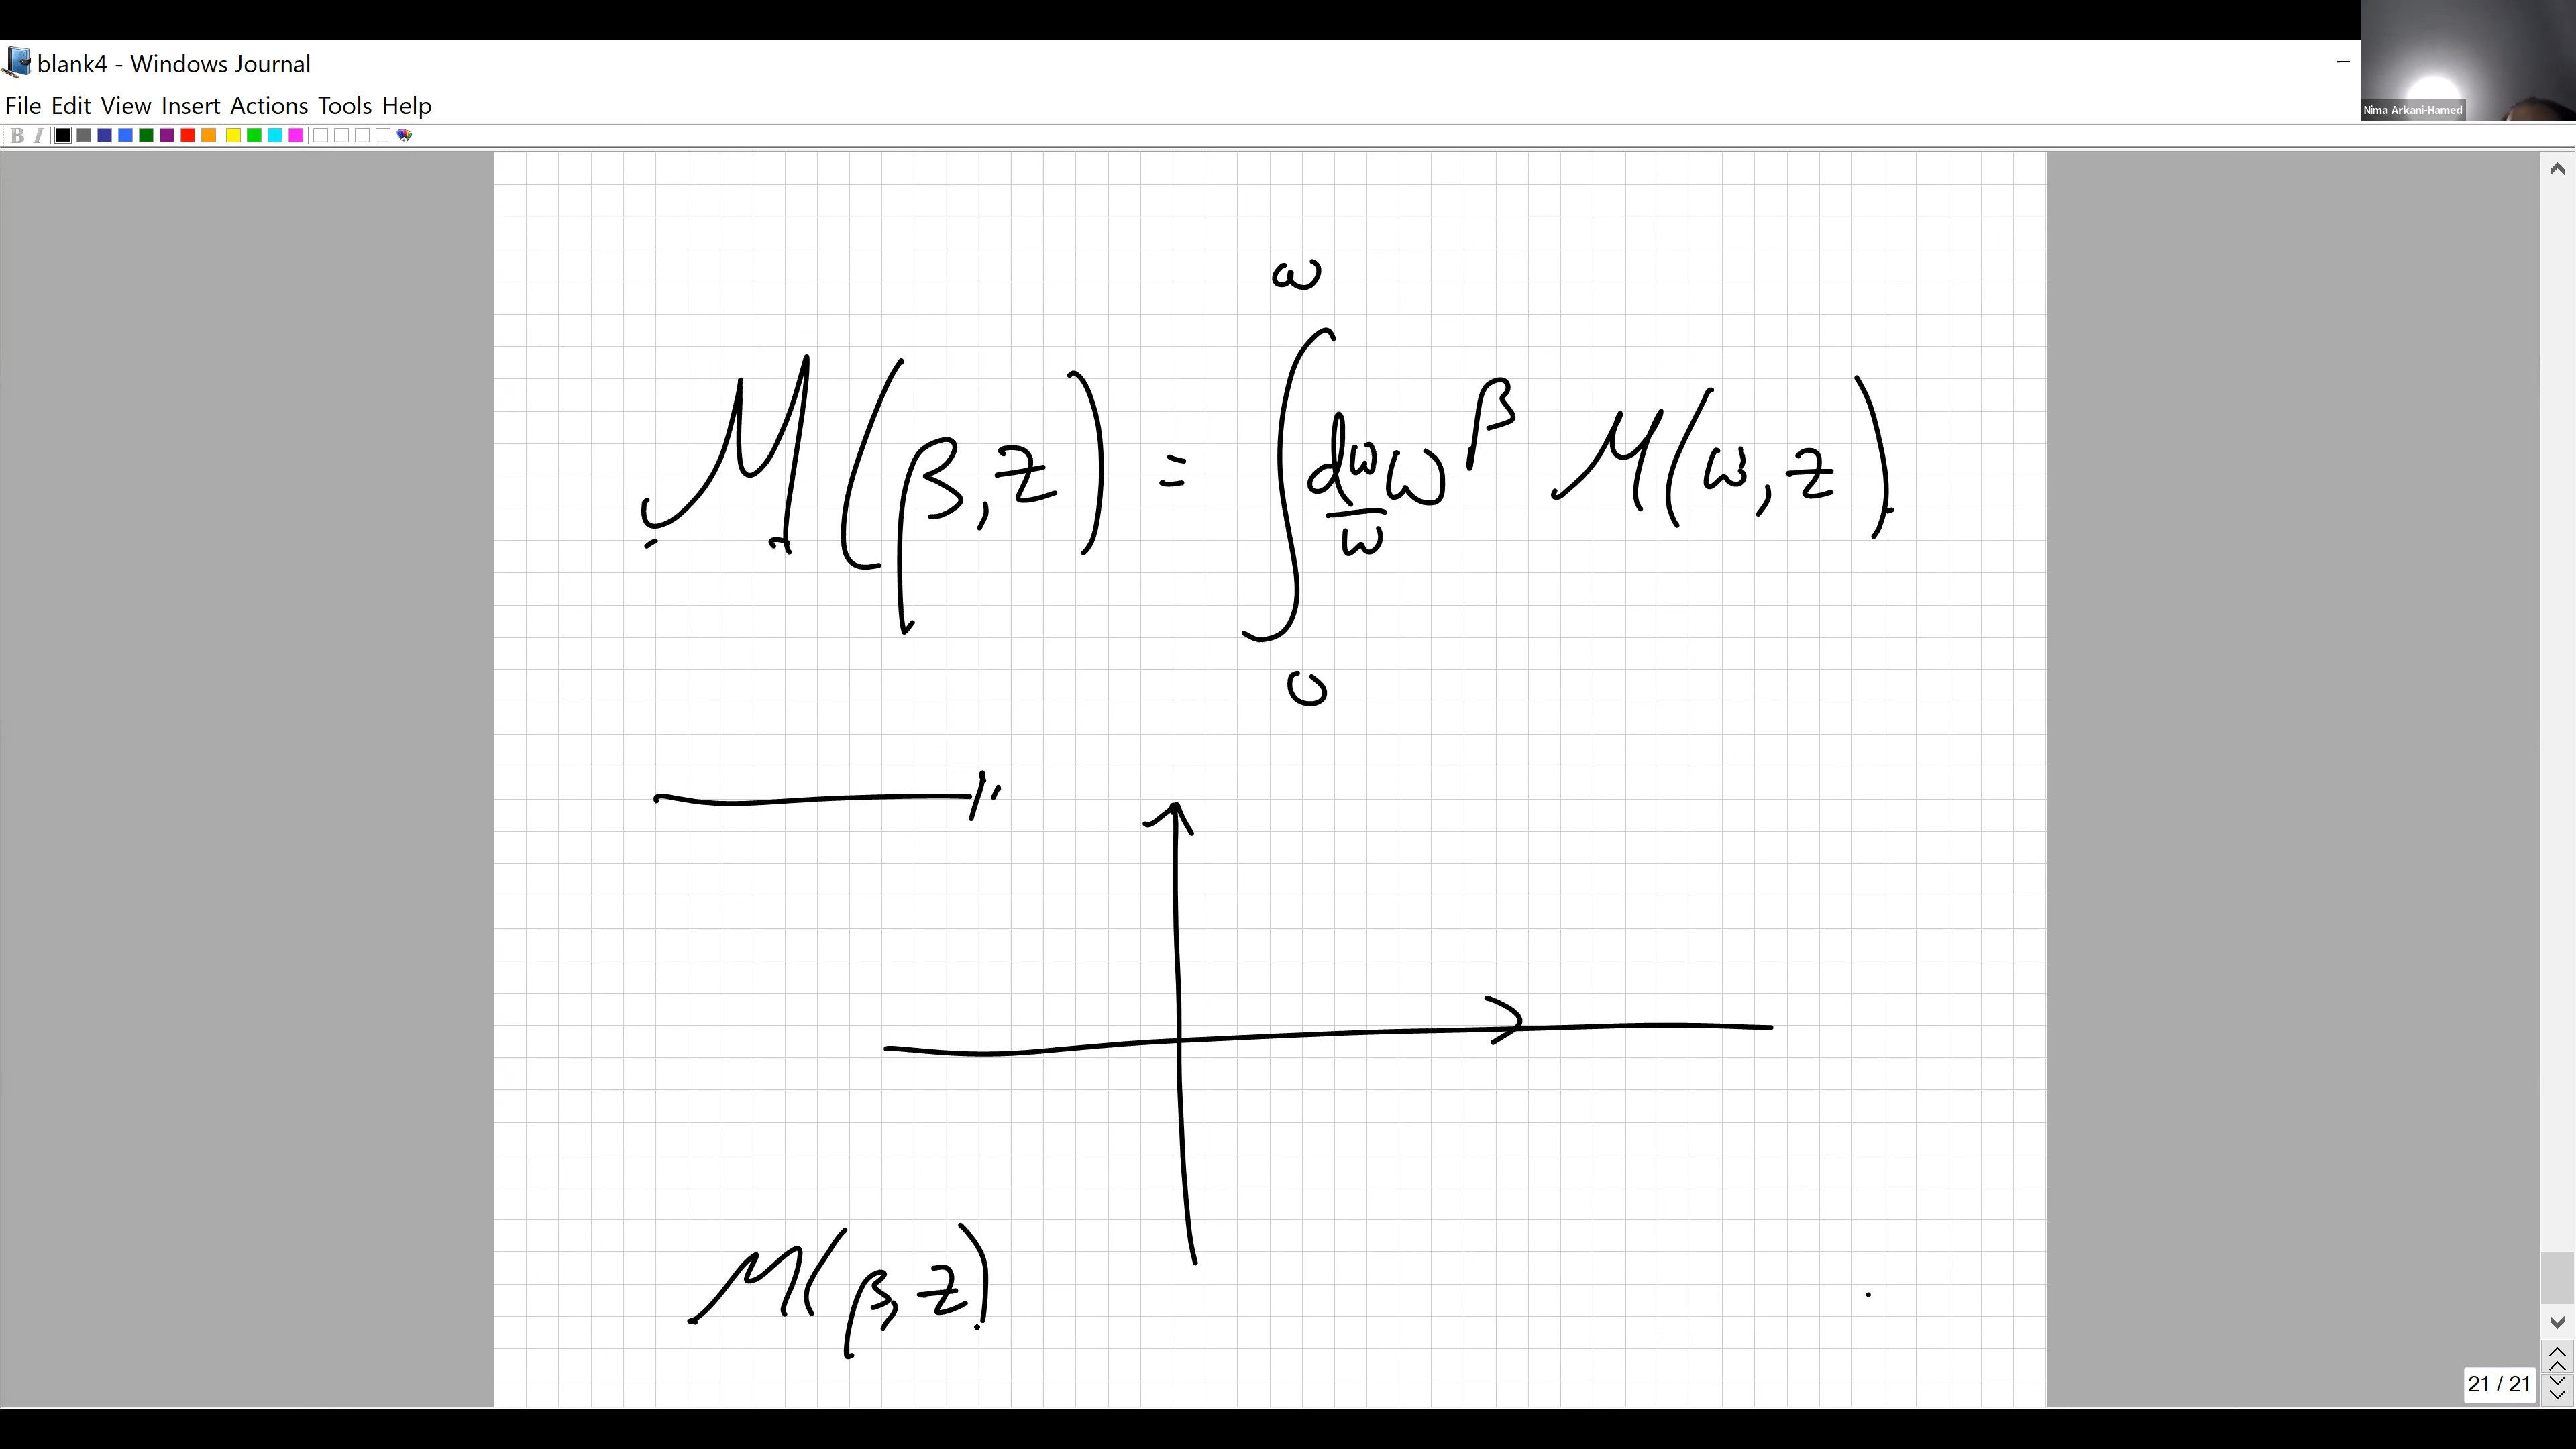 blank4 - Windows Journal
Nima Arkani-Hamed
File Edit View Insert Actions Tools Help
B I
ω
M(β,z) = ∫ dω/ω ω^β M(ω,z)
0
M(β,z)
21 / 21